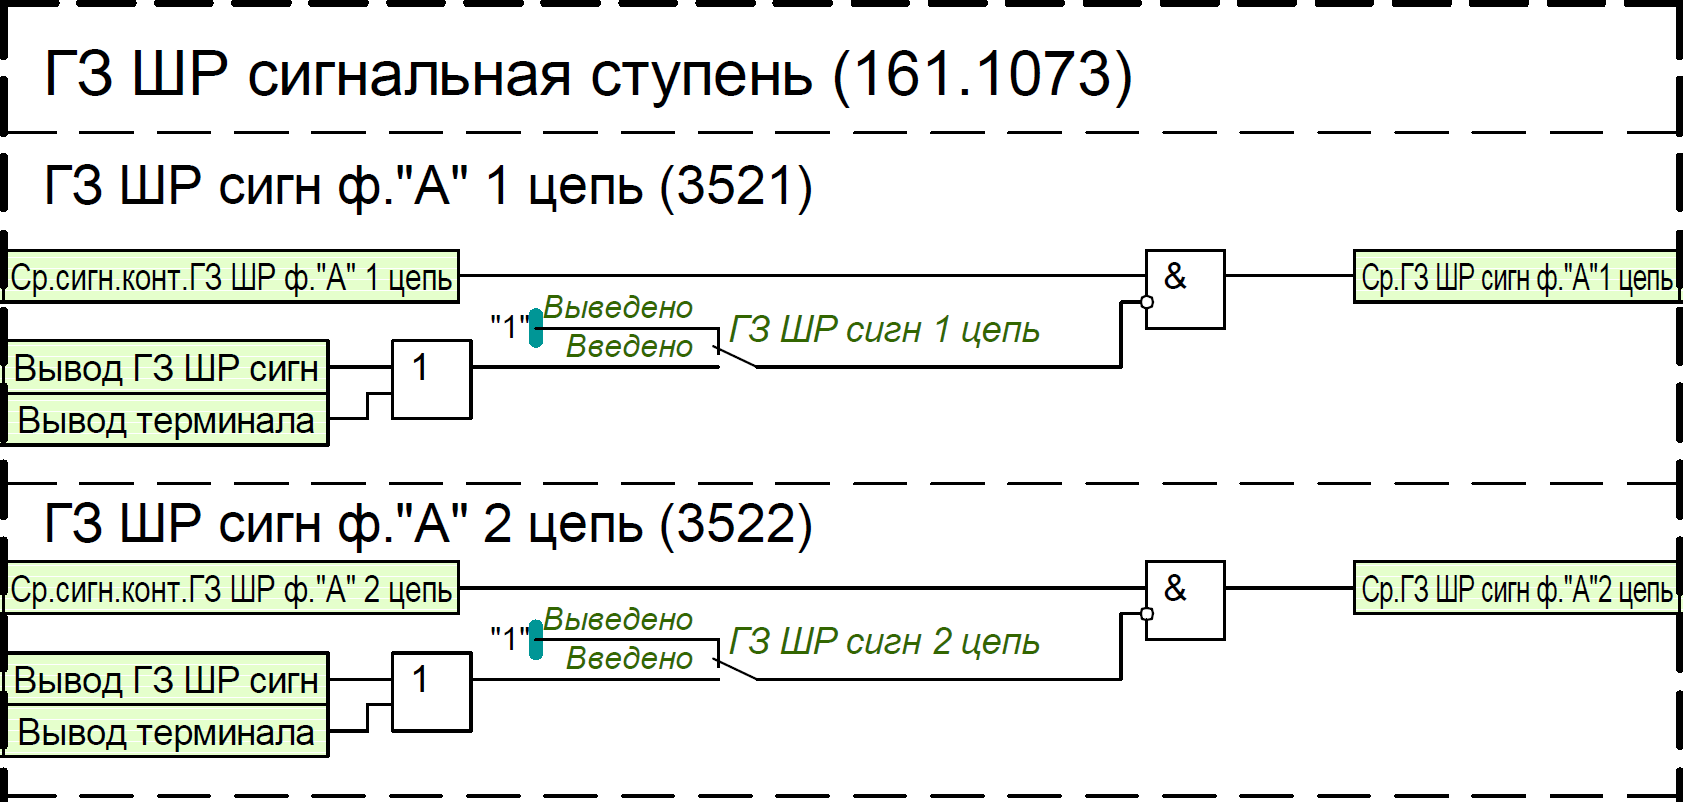 ГЗ ШР сигнальная ступень (161.1073)
ГЗ ШР сигн ф."А" 1 цепь (3521)
Ср.сигн.конт.ГЗ ШР ф."А" 1 цепь
&
Ср.ГЗ ШР сигн ф."А"1 цепь
"1"
Выведено
Введено
ГЗ ШР сигн 1 цепь
Вывод ГЗ ШР сигн
1
Вывод терминала
ГЗ ШР сигн ф."А" 2 цепь (3522)
Ср.сигн.конт.ГЗ ШР ф."А" 2 цепь
&
Ср.ГЗ ШР сигн ф."А"2 цепь
"1"
Выведено
Введено
ГЗ ШР сигн 2 цепь
Вывод ГЗ ШР сигн
1
Вывод терминала